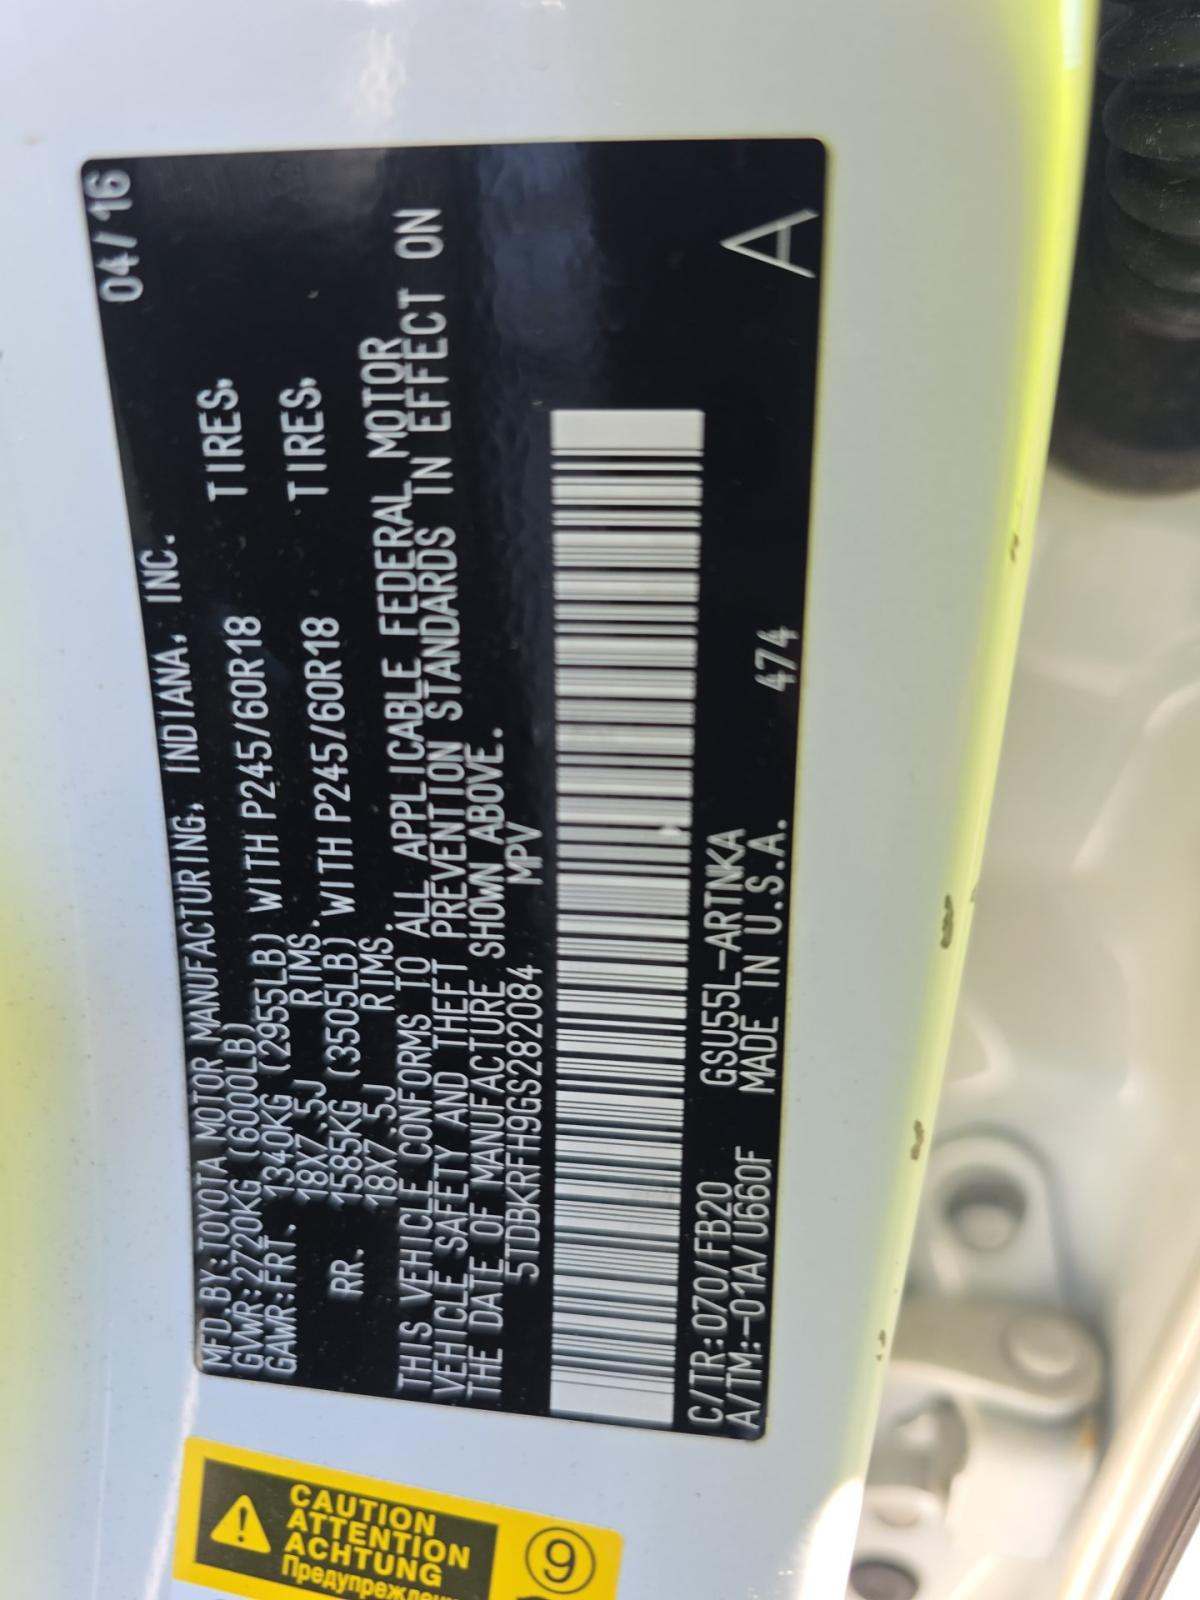 MFD.BY:TOYOTA MOTOR MANUFACTURING, INDIANA, INC. 04/16
GVWR:2720KG (6000LB)
GAWR:FRT. 1340KG (2955LB) WITH P245/60R18 TIRES,
18X7.5J RIMS.
RR. 1585KG (3505LB) WITH P245/60R18 TIRES,
18X7.5J RIMS.
THIS VEHICLE CONFORMS TO ALL APPLICABLE FEDERAL MOTOR
VEHICLE SAFETY AND THEFT PREVENTION STANDARDS IN EFFECT ON
THE DATE OF MANUFACTURE SHOWN ABOVE.
5TDBKRFH9GS282084 MPV
C/TR:070/FB20 GSU55L-ARTNKA
A/TM:-01A/U660F MADE IN U.S.A. 474 A
CAUTION
ATTENTION
ACHTUNG
9